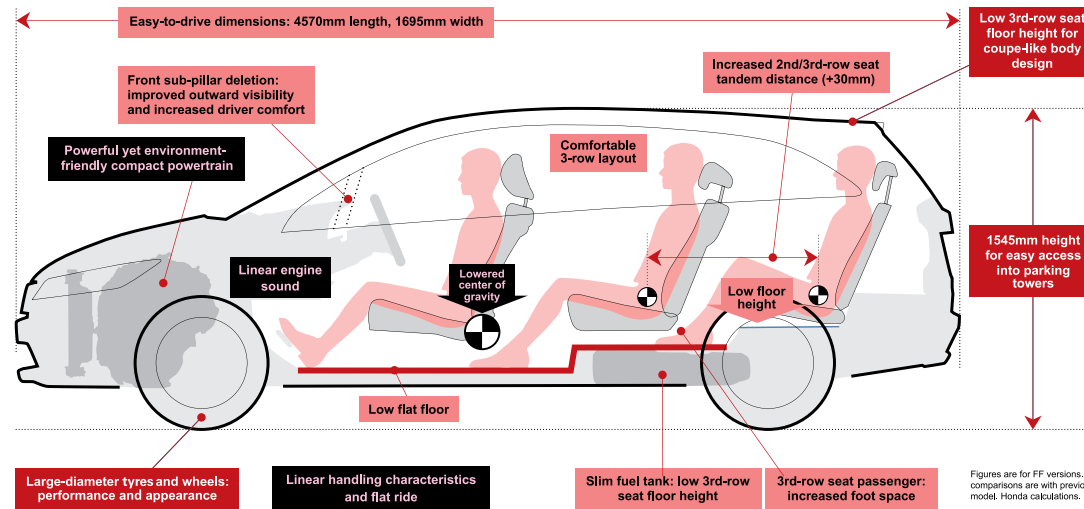 Easy-to-drive dimensions: 4570mm length, 1695mm width
Low 3rd-row seat
floor height for
coupe-like body
design
Increased 2nd/3rd-row seat
tandem distance (+30mm)
Front sub-pillar deletion:
improved outward visibility
and increased driver comfort
Powerful yet environment-
friendly compact powertrain
Comfortable
3-row layout
1545mm height
for easy access
into parking
towers
Linear engine
sound
Lowered
center of
gravity
Low floor
height
Low flat floor
Large-diameter tyres and wheels:
performance and appearance
Linear handling characteristics
and flat ride
Slim fuel tank: low 3rd-row
seat floor height
3rd-row seat passenger:
increased foot space
Figures are for FF versions.
comparisons are with previo
model. Honda calculations.